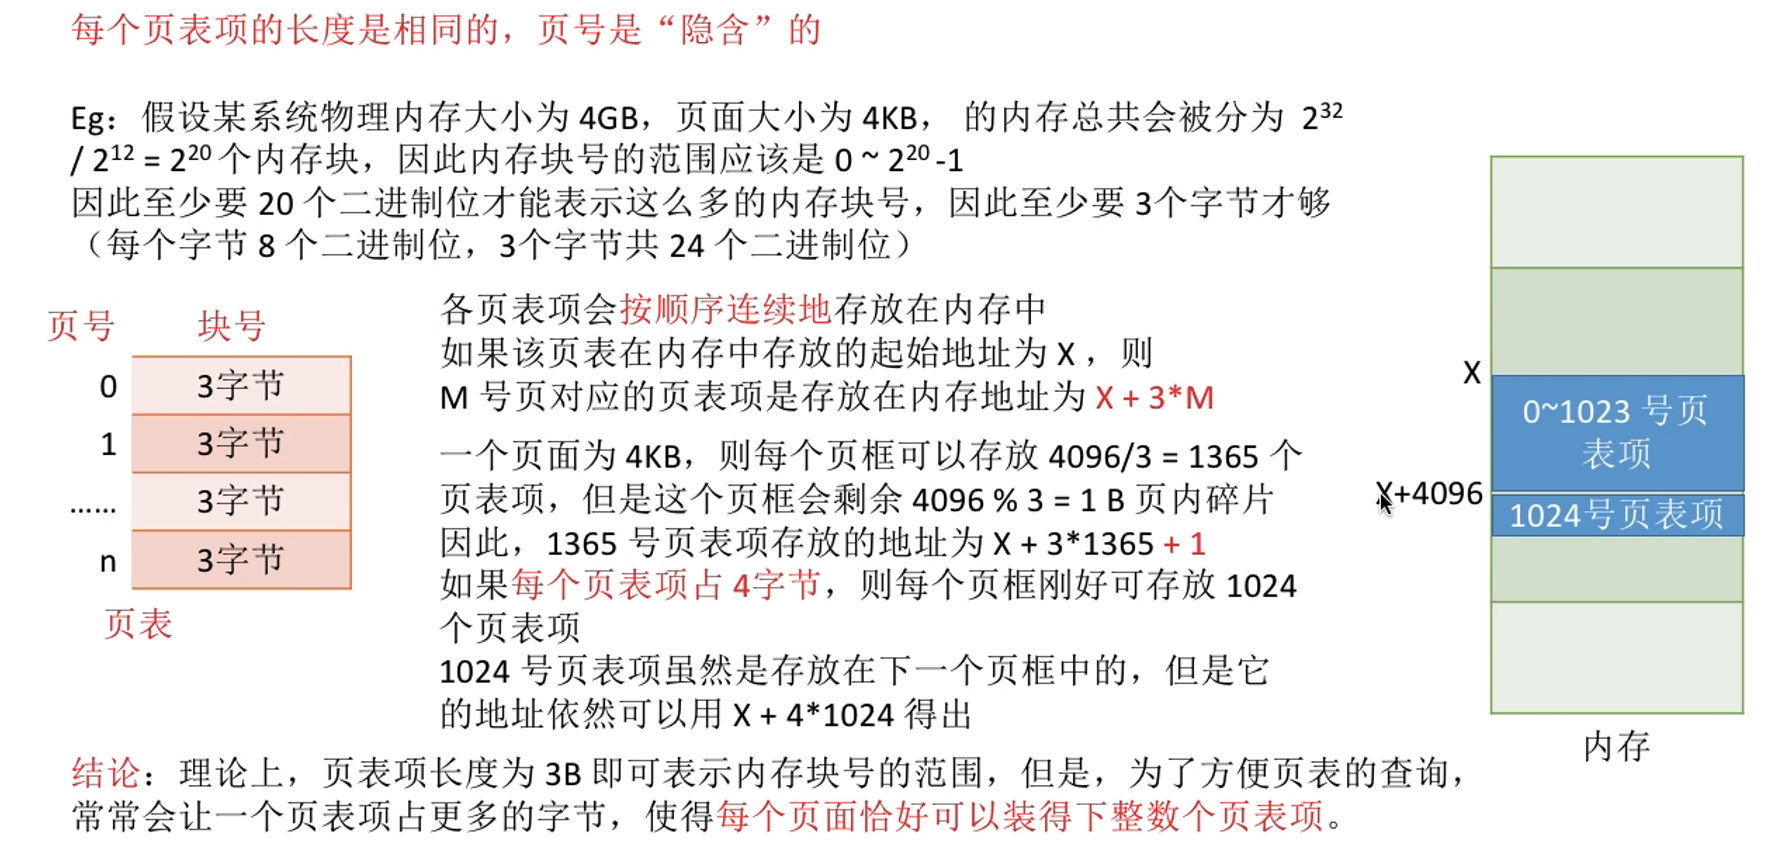 每个页表项的长度是相同的，页号是“隐含”的
Eg：假设某系统物理内存大小为 4GB，页面大小为 4KB， 的内存总共会被分为 2³²
/ 2¹² = 2²⁰ 个内存块，因此内存块号的范围应该是 0 ~ 2²⁰ -1
因此至少要 20 个二进制位才能表示这么多的内存块号，因此至少要 3个字节才够
（每个字节 8 个二进制位，3个字节共 24 个二进制位）
页号 块号
0 3字节
1 3字节
…… 3字节
n 3字节
页表
各页表项会按顺序连续地存放在内存中
如果该页表在内存中存放的起始地址为 X ，则
M 号页对应的页表项是存放在内存地址为 X + 3*M
一个页面为 4KB，则每个页框可以存放 4096/3 = 1365 个
页表项，但是这个页框会剩余 4096 % 3 = 1 B 页内碎片
因此，1365 号页表项存放的地址为 X + 3*1365 + 1
如果每个页表项占 4字节，则每个页框刚好可存放 1024
个页表项
1024 号页表项虽然是存放在下一个页框中的，但是它
的地址依然可以用 X + 4*1024 得出
X
0~1023 号页
表项
X+4096
1024号页表项
内存
结论：理论上，页表项长度为 3B 即可表示内存块号的范围，但是，为了方便页表的查询，
常常会让一个页表项占更多的字节，使得每个页面恰好可以装得下整数个页表项。